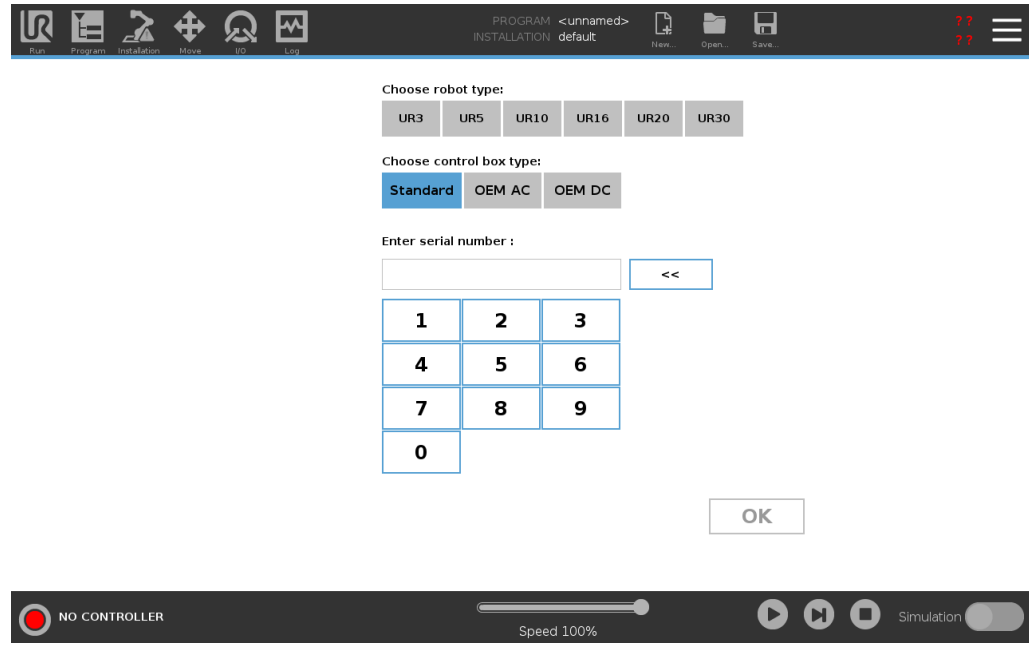 PROGRAM <unnamed>
INSTALLATION default
Run Program Installation Move I/O Log New... Open... Save...
? ?
? ?
Choose robot type:
UR3 UR5 UR10 UR16 UR20 UR30
Choose control box type:
Standard OEM AC OEM DC
Enter serial number :
<<
1 2 3
4 5 6
7 8 9
0
OK
NO CONTROLLER
Speed 100%
Simulation